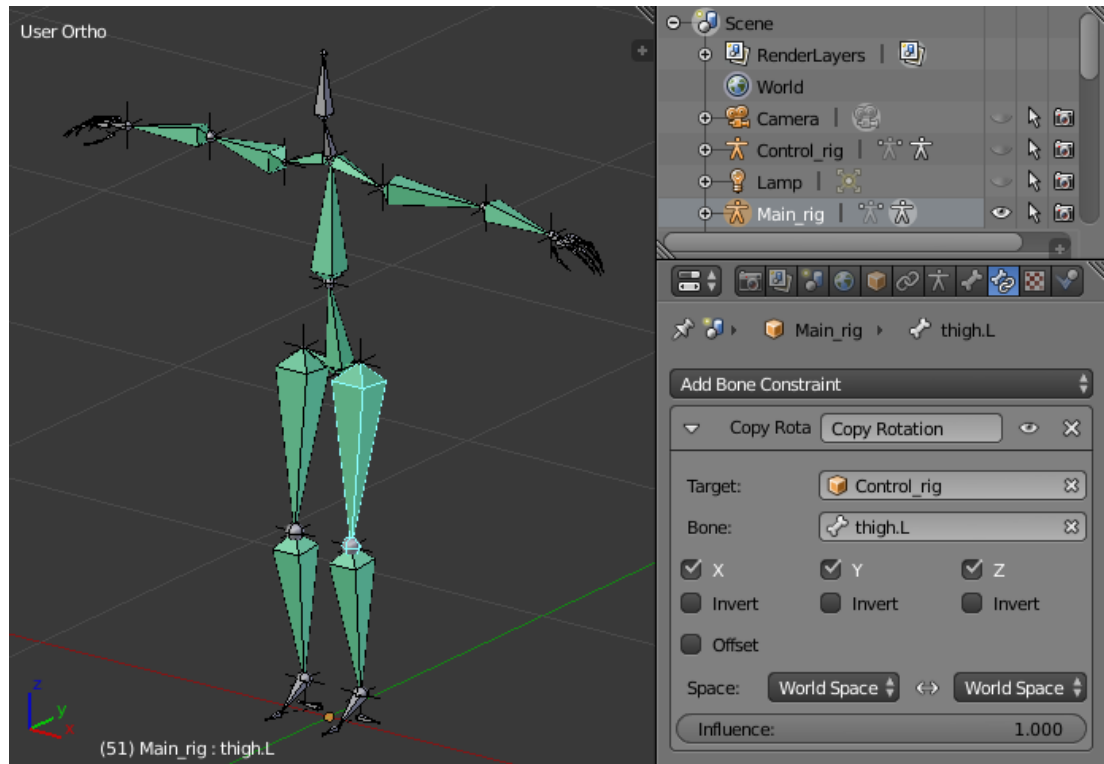 User Ortho
z
y
x
(51) Main_rig : thigh.L
Scene
RenderLayers
World
Camera
Control_rig
Lamp
Main_rig
Main_rig
thigh.L
Add Bone Constraint
Copy Rota Copy Rotation
Target: Control_rig
Bone: thigh.L
X Y Z
Invert Invert Invert
Offset
Space: World Space World Space
Influence: 1.000